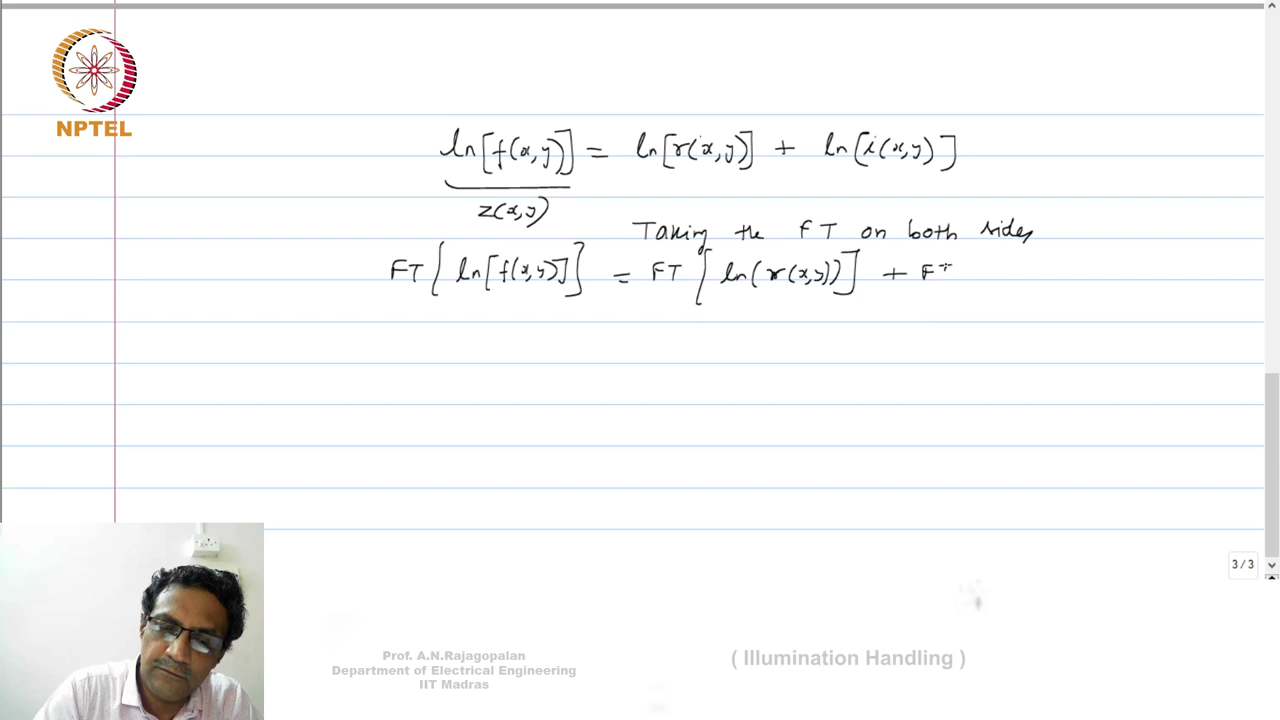 NPTEL
ln[f(x,y)] = ln[r(x,y)] + ln[i(x,y)]
z(x,y)
Taking the FT on both sides
FT[ln[f(x,y)]] = FT[ln(r(x,y))] + FT
3 / 3
Prof. A.N.Rajagopalan
Department of Electrical Engineering
IIT Madras
( Illumination Handling )